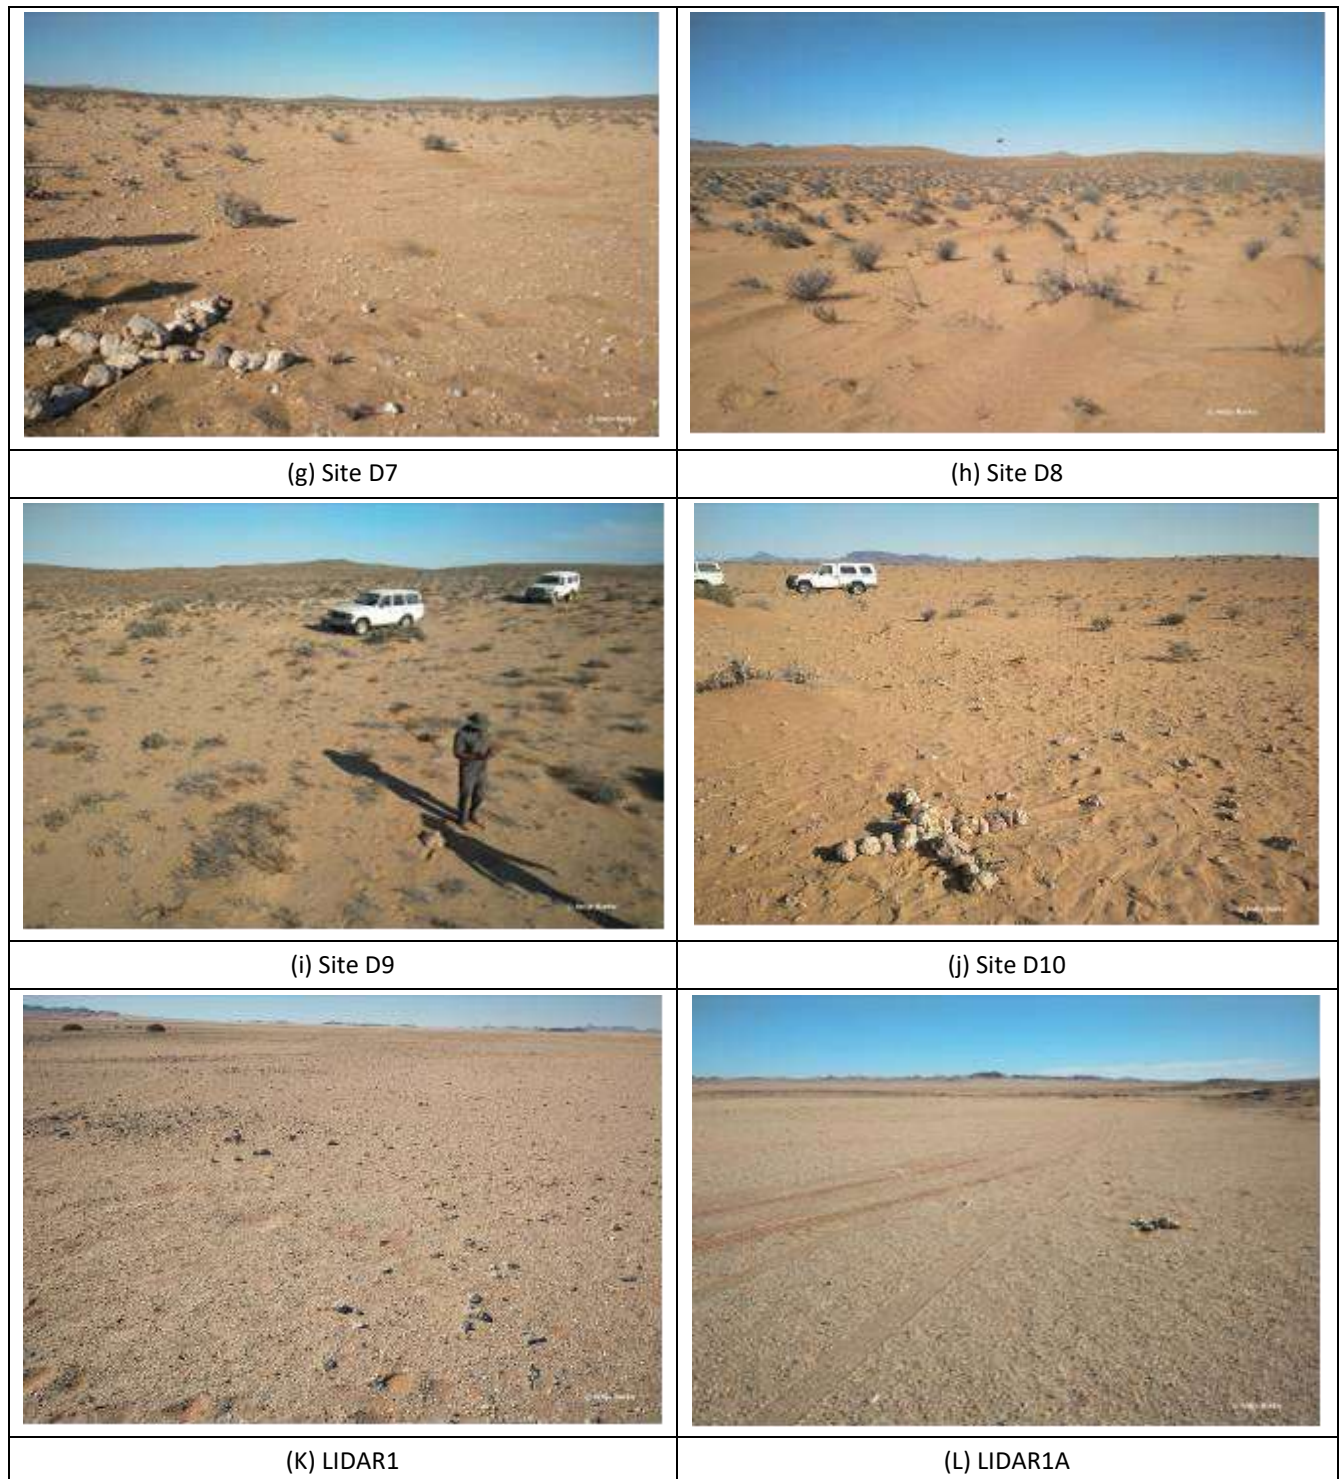 (g) Site D7
(h) Site D8
(i) Site D9
(j) Site D10
(K) LIDAR1
(L) LIDAR1A